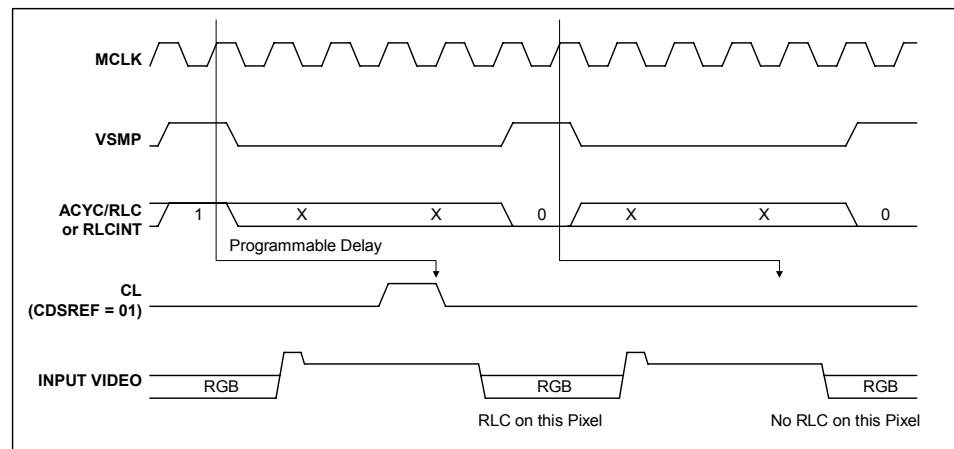 MCLK
VSMP
ACYC/RLC
or RLCINT
1 X X 0 X X 0
Programmable Delay
CL
(CDSREF = 01)
INPUT VIDEO
RGB RGB RGB
RLC on this Pixel No RLC on this Pixel